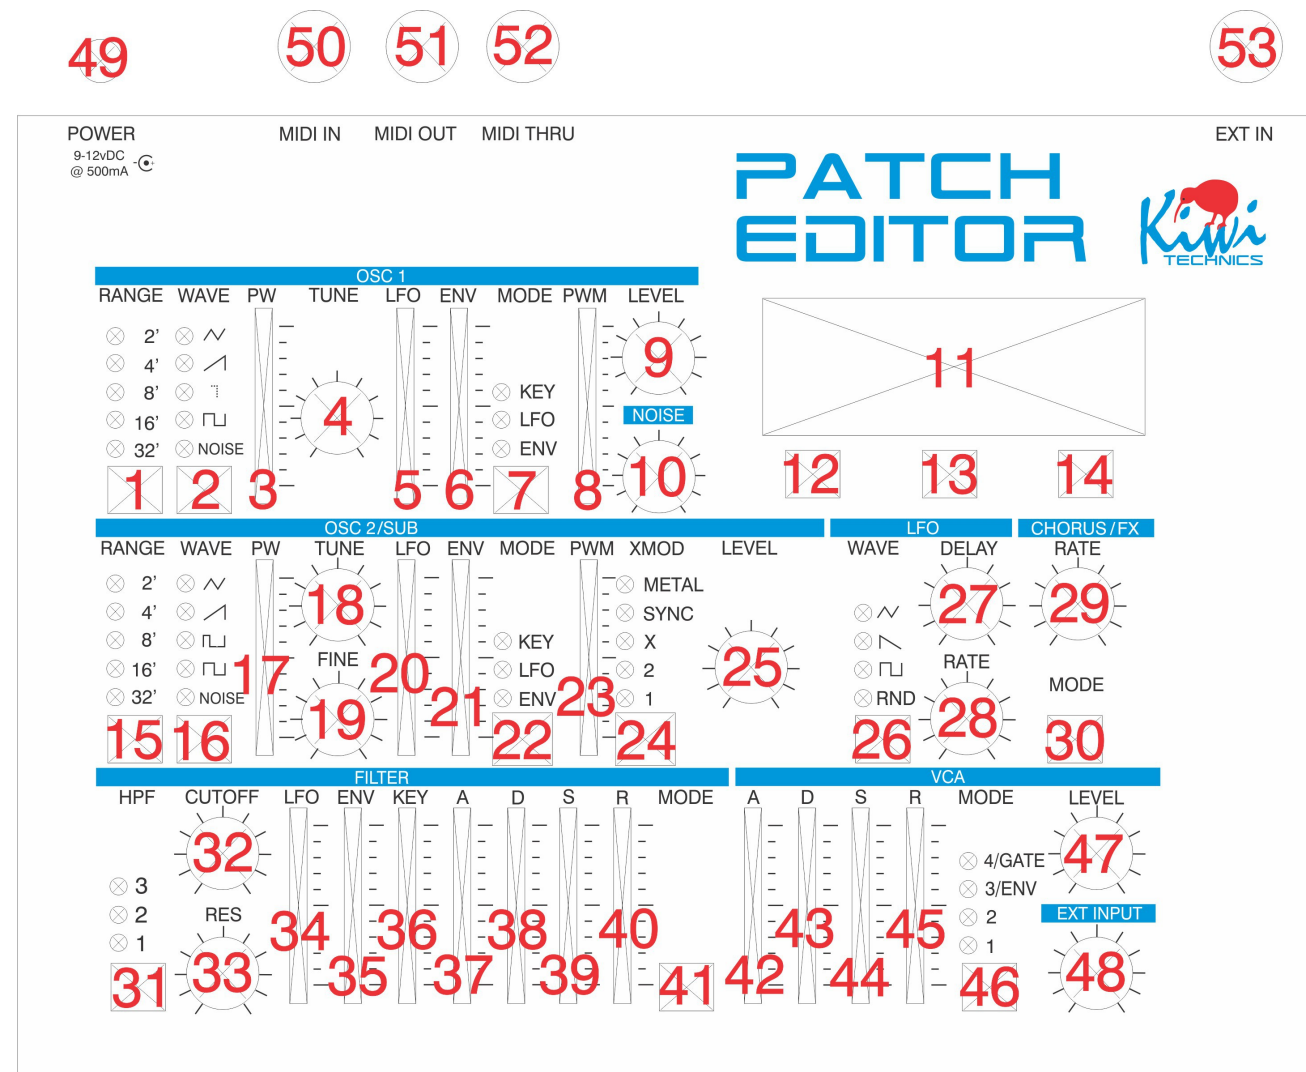 49 50 51 52 53
POWER MIDI IN MIDI OUT MIDI THRU EXT IN
9-12vDC
@ 500mA - +
PATCH
EDITOR
Kiwi
TECHNICS
OSC 1
RANGE WAVE PW TUNE LFO ENV MODE PWM LEVEL
2'
4' 9 11
8' KEY
16' 4 LFO NOISE
32' NOISE ENV
1 2 3 5 6 7 8 10 12 13 14
OSC 2/SUB LFO CHORUS/FX
RANGE WAVE PW TUNE LFO ENV MODE PWM XMOD LEVEL WAVE DELAY RATE
2' METAL
4' 18 SYNC 27 29
8' KEY X
FINE RATE
16' 17 20 LFO 2 25 MODE
32' NOISE 19 21 ENV 23 1 RND 28
15 16 22 24 26 30
FILTER VCA
HPF CUTOFF LFO ENV KEY A D S R MODE A D S R MODE LEVEL
32 4/GATE 47
3 3/ENV
2 RES 2 EXT INPUT
1 34 36 38 40 43 45 1
31 33 35 37 39 41 42 44 46 48